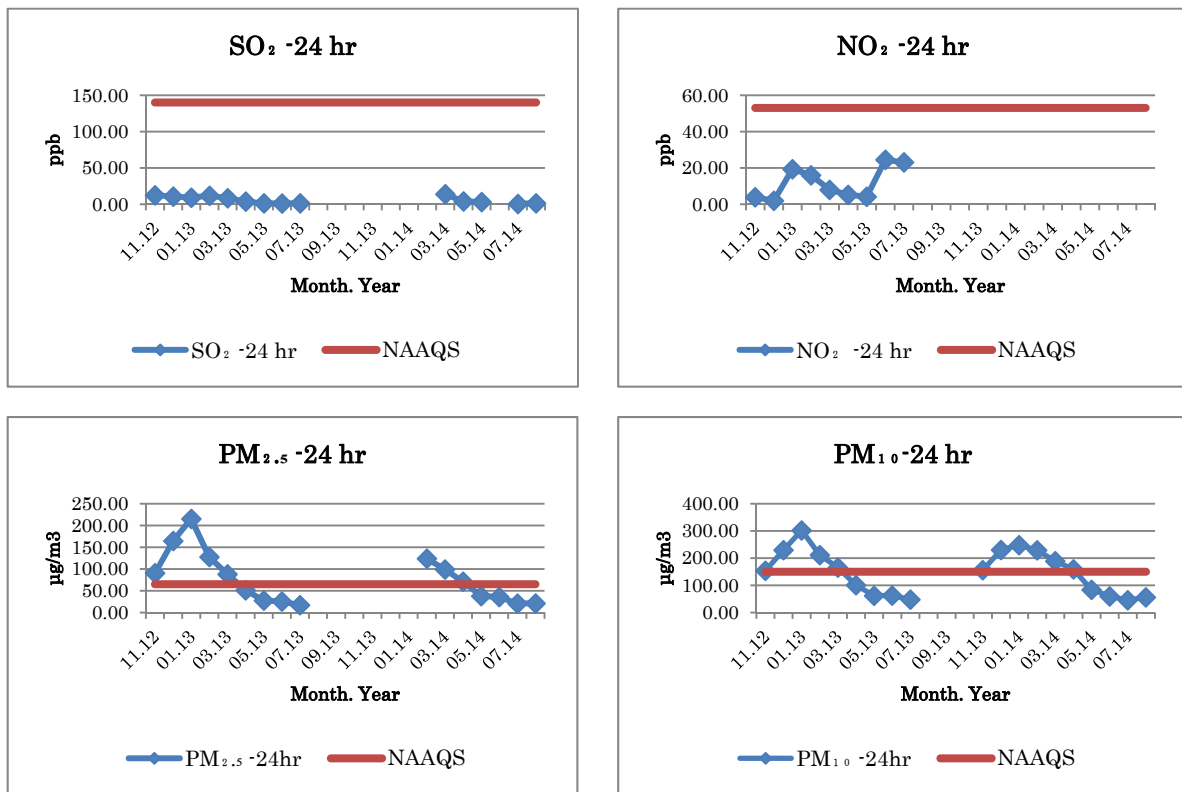 SO₂ -24 hr
150.00
100.00
50.00
0.00
ppb
11.12 01.13 03.13 05.13 07.13 09.13 11.13 01.14 03.14 05.14 07.14
Month. Year
SO₂ -24 hr NAAQS
NO₂ -24 hr
60.00
40.00
20.00
0.00
ppb
11.12 01.13 03.13 05.13 07.13 09.13 11.13 01.14 03.14 05.14 07.14
Month. Year
NO₂ -24 hr NAAQS
PM₂.₅ -24 hr
250.00
200.00
150.00
100.00
50.00
0.00
µg/m3
11.12 01.13 03.13 05.13 07.13 09.13 11.13 01.14 03.14 05.14 07.14
Month. Year
PM₂.₅ -24hr NAAQS
PM₁₀ -24 hr
400.00
300.00
200.00
100.00
0.00
µg/m3
11.12 01.13 03.13 05.13 07.13 09.13 11.13 01.14 03.14 05.14 07.14
Month. Year
PM₁₀ -24hr NAAQS